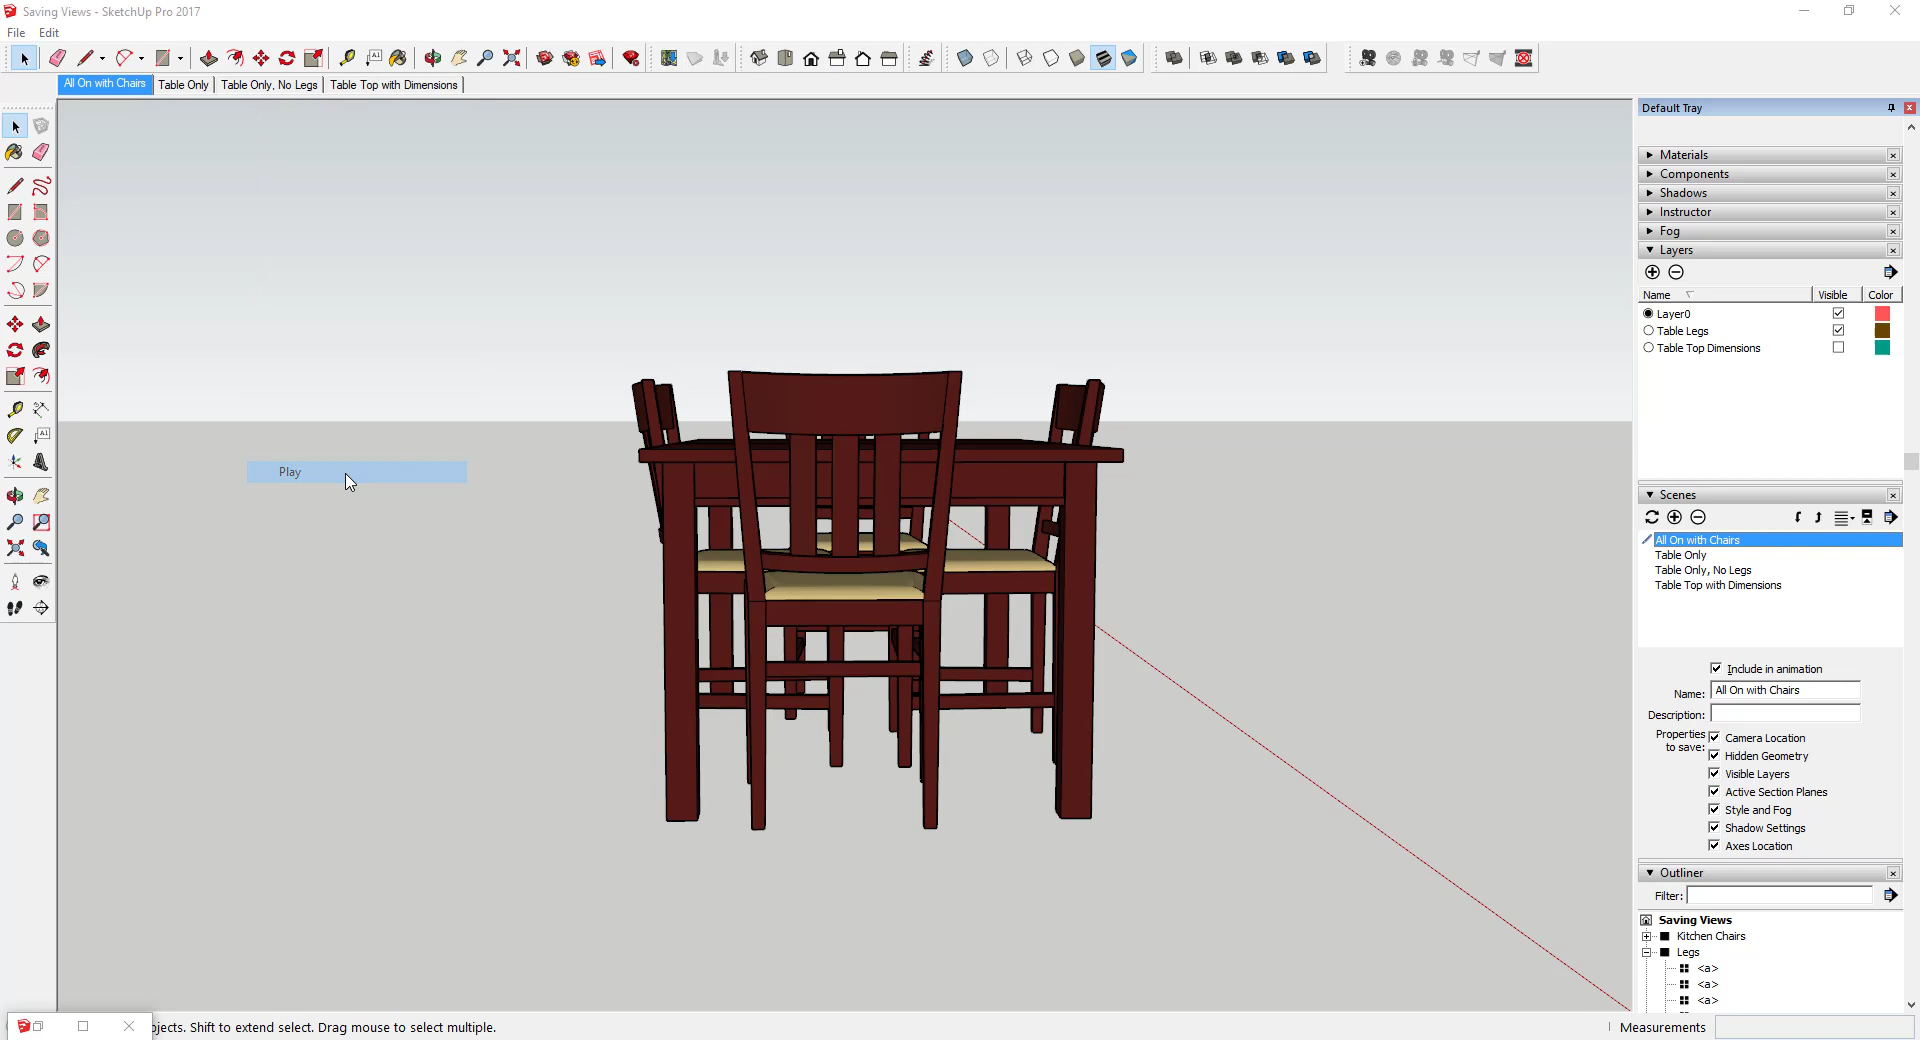 Saving Views - SketchUp Pro 2017
File Edit
All On with Chairs Table Only Table Only, No Legs Table Top with Dimensions
Default Tray
Materials
Components
Shadows
Instructor
Fog
Layers
Name Visible Color
Layer0
Table Legs
Table Top Dimensions
Play
Scenes
All On with Chairs
Table Only
Table Only, No Legs
Table Top with Dimensions
Include in animation
Name: All On with Chairs
Description:
Properties to save:
Camera Location
Hidden Geometry
Visible Layers
Active Section Planes
Style and Fog
Shadow Settings
Axes Location
Outliner
Filter:
Saving Views
Kitchen Chairs
Legs
<a>
<a>
<a>
jects. Shift to extend select. Drag mouse to select multiple.
Measurements